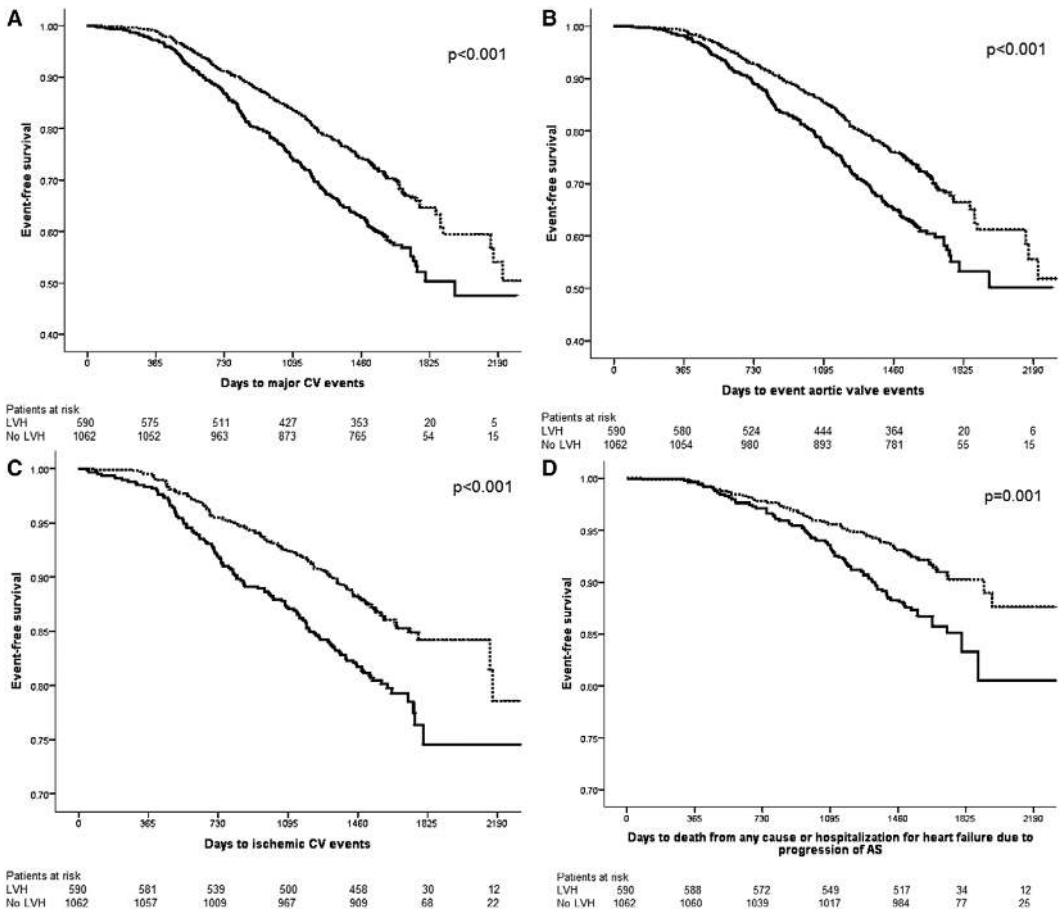 A
p<0.001
Event-free survival
1.00
0.90
0.80
0.70
0.60
0.50
0.40
0 365 730 1095 1460 1825 2190
Days to major CV events
Patients at risk
LVH 590 575 511 427 353 20 5
No LVH 1062 1052 963 873 765 54 15
B
p<0.001
Event-free survival
1.00
0.90
0.80
0.70
0.60
0.50
0.40
0 365 730 1095 1460 1825 2190
Days to event aortic valve events
Patients at risk
LVH 590 580 524 444 364 20 6
No LVH 1062 1054 980 893 781 55 15
C
p<0.001
Event-free survival
1.00
0.95
0.90
0.85
0.80
0.75
0.70
0 365 730 1095 1460 1825 2190
Days to ischemic CV events
Patients at risk
LVH 590 581 539 500 458 30 12
No LVH 1062 1057 1009 967 909 68 22
D
p=0.001
Event-free survival
1.00
0.95
0.90
0.85
0.80
0.75
0.70
0 365 730 1095 1460 1825 2190
Days to death from any cause or hospitalization for heart failure due to
progression of AS
Patients at risk
LVH 590 588 572 549 517 34 12
No LVH 1062 1060 1039 1017 984 77 25